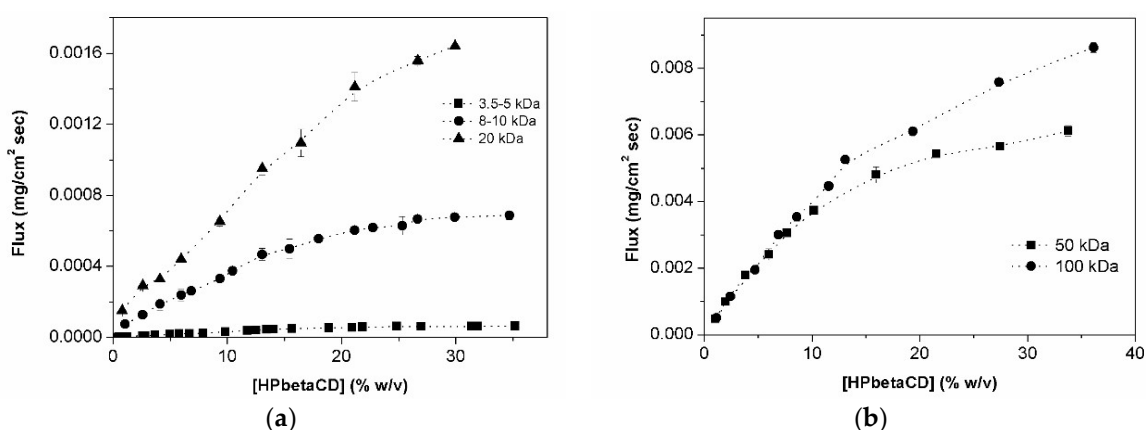 (a)
0.0016
0.0012
0.0008
0.0004
0.0000
Flux (mg/cm² sec)
3.5-5 kDa
8-10 kDa
20 kDa
0 10 20 30
[HPbetaCD] (% w/v)
(a)
b)
0.008
0.006
0.004
0.002
0.000
Flux (mg/cm² sec)
50 kDa
100 kDa
0 10 20 30 40
[HPbetaCD] (% w/v)
(b)